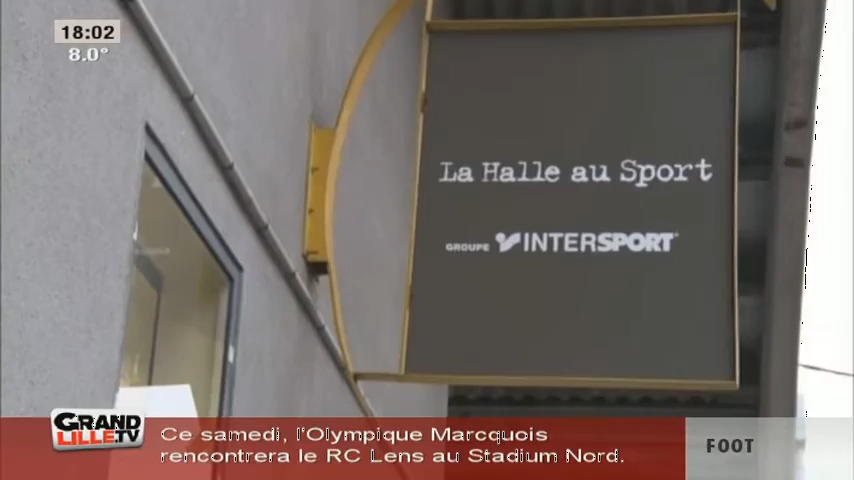 18:02
8.0°
La Halle au Sport
GROUPE INTERSPORT
GRAND
LILLE.TV
Ce samedi, l'Olympique Marcquois
rencontrera le RC Lens au Stadium Nord.
FOOT